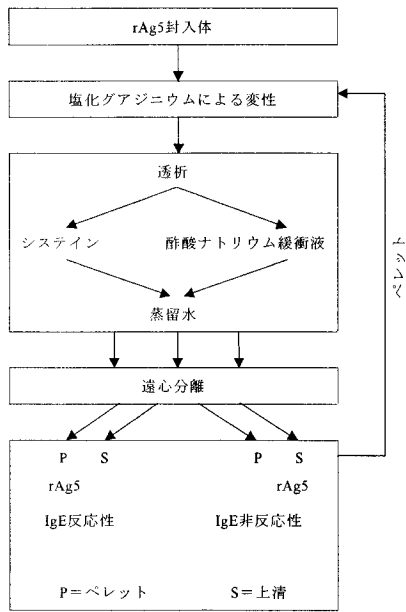 rAg5封入体
塩化グアジニウムによる変性
透析
システイン 酢酸ナトリウム緩衝液
蒸留水
ペレット
遠心分離
P S P S
rAg5 rAg5
IgE反応性 IgE非反応性
P=ペレット S=上清